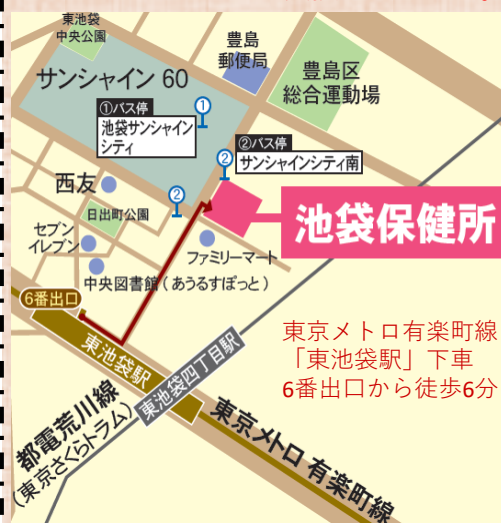 東池袋
中央公園
サンシャイン 60
豊島
郵便局
豊島区
総合運動場
①バス停
池袋サンシャイン
シティ
①
②バス停
サンシャインシティ南
②
西友
②
日出町公園
池袋保健所
セブン
イレブン
ファミリーマート
中央図書館(あうるすぽっと)
6番出口
東池袋駅
東池袋四丁目駅
東京メトロ有楽町線
「東池袋駅」下車
6番出口から徒歩6分
都電荒川線
(東京さくらトラム)
東京メトロ 有楽町線